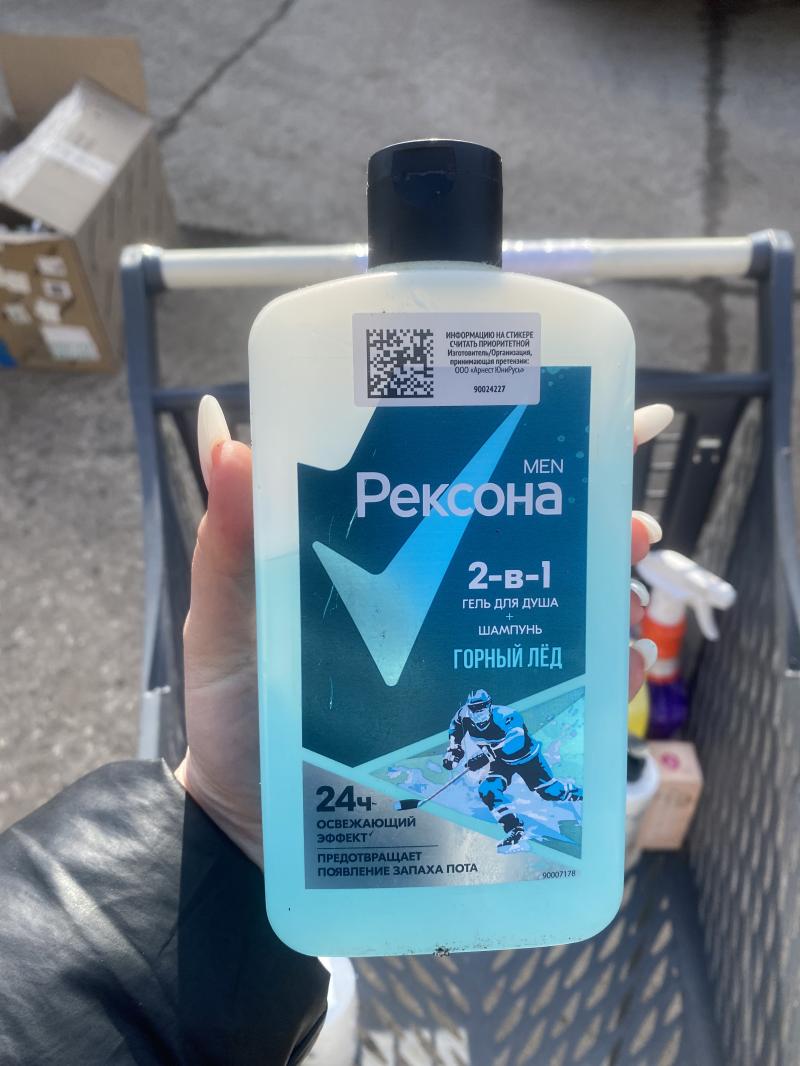 ИНФОРМАЦИЮ НА СТИКЕРЕ
СЧИТАТЬ ПРИОРИТЕТНОЙ
Изготовитель/Организация,
принимающая претензии:
ООО «Арнест ЮниРусь»
90024227
MEN
Рексона
2-в-1
ГЕЛЬ ДЛЯ ДУША
+
ШАМПУНЬ
ГОРНЫЙ ЛЁД
24ч
ОСВЕЖАЮЩИЙ
ЭФФЕКТ
ПРЕДОТВРАЩАЕТ
ПОЯВЛЕНИЕ ЗАПАХА ПОТА
90007178